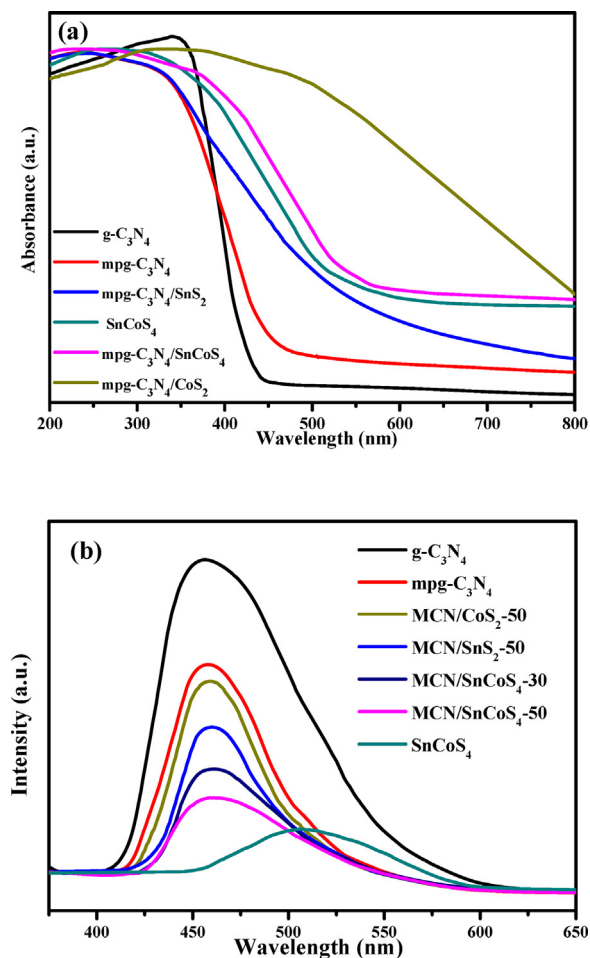 (a)
Absorbance (a.u.)
g-C₃N₄
mpg-C₃N₄
mpg-C₃N₄/SnS₂
SnCoS₄
mpg-C₃N₄/SnCoS₄
mpg-C₃N₄/CoS₂
200 300 400 500 600 700 800
Wavelength (nm)
(b)
Intensity (a.u.)
g-C₃N₄
mpg-C₃N₄
MCN/CoS₂-50
MCN/SnS₂-50
MCN/SnCoS₄-30
MCN/SnCoS₄-50
SnCoS₄
400 450 500 550 600 650
Wavelength (nm)